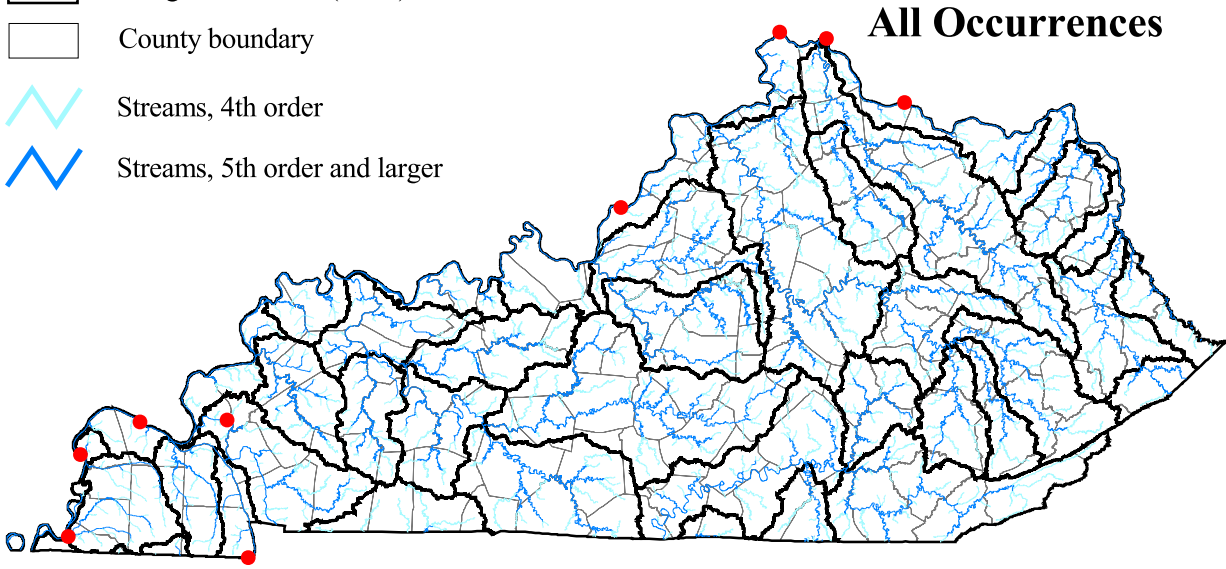 All Occurrences
County boundary
Streams, 4th order
Streams, 5th order and larger